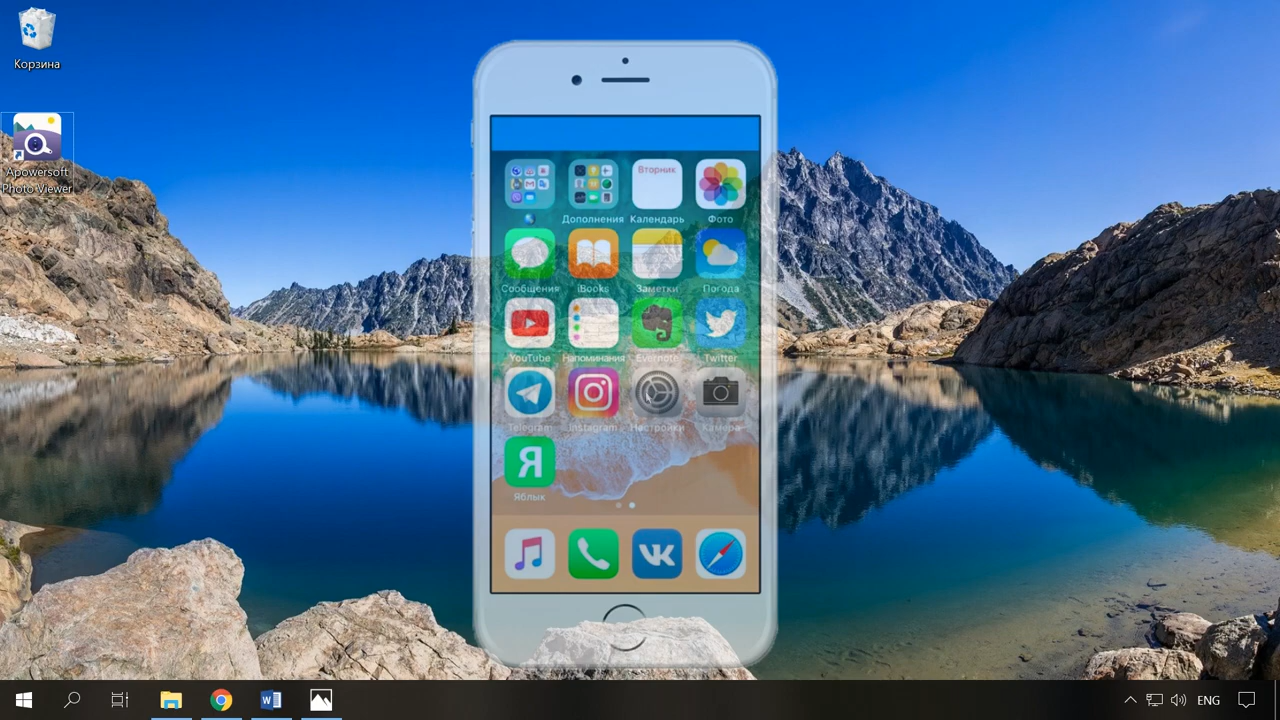 Корзина
Apowersoft
Photo Viewer
Вторник
Дополнения
Календарь
Фото
Сообщения
iBooks
Заметки
Погода
YouTube
Напоминания
Evernote
Twitter
Telegram
Instagram
Настройки
Камера
Я
Яблык
ENG